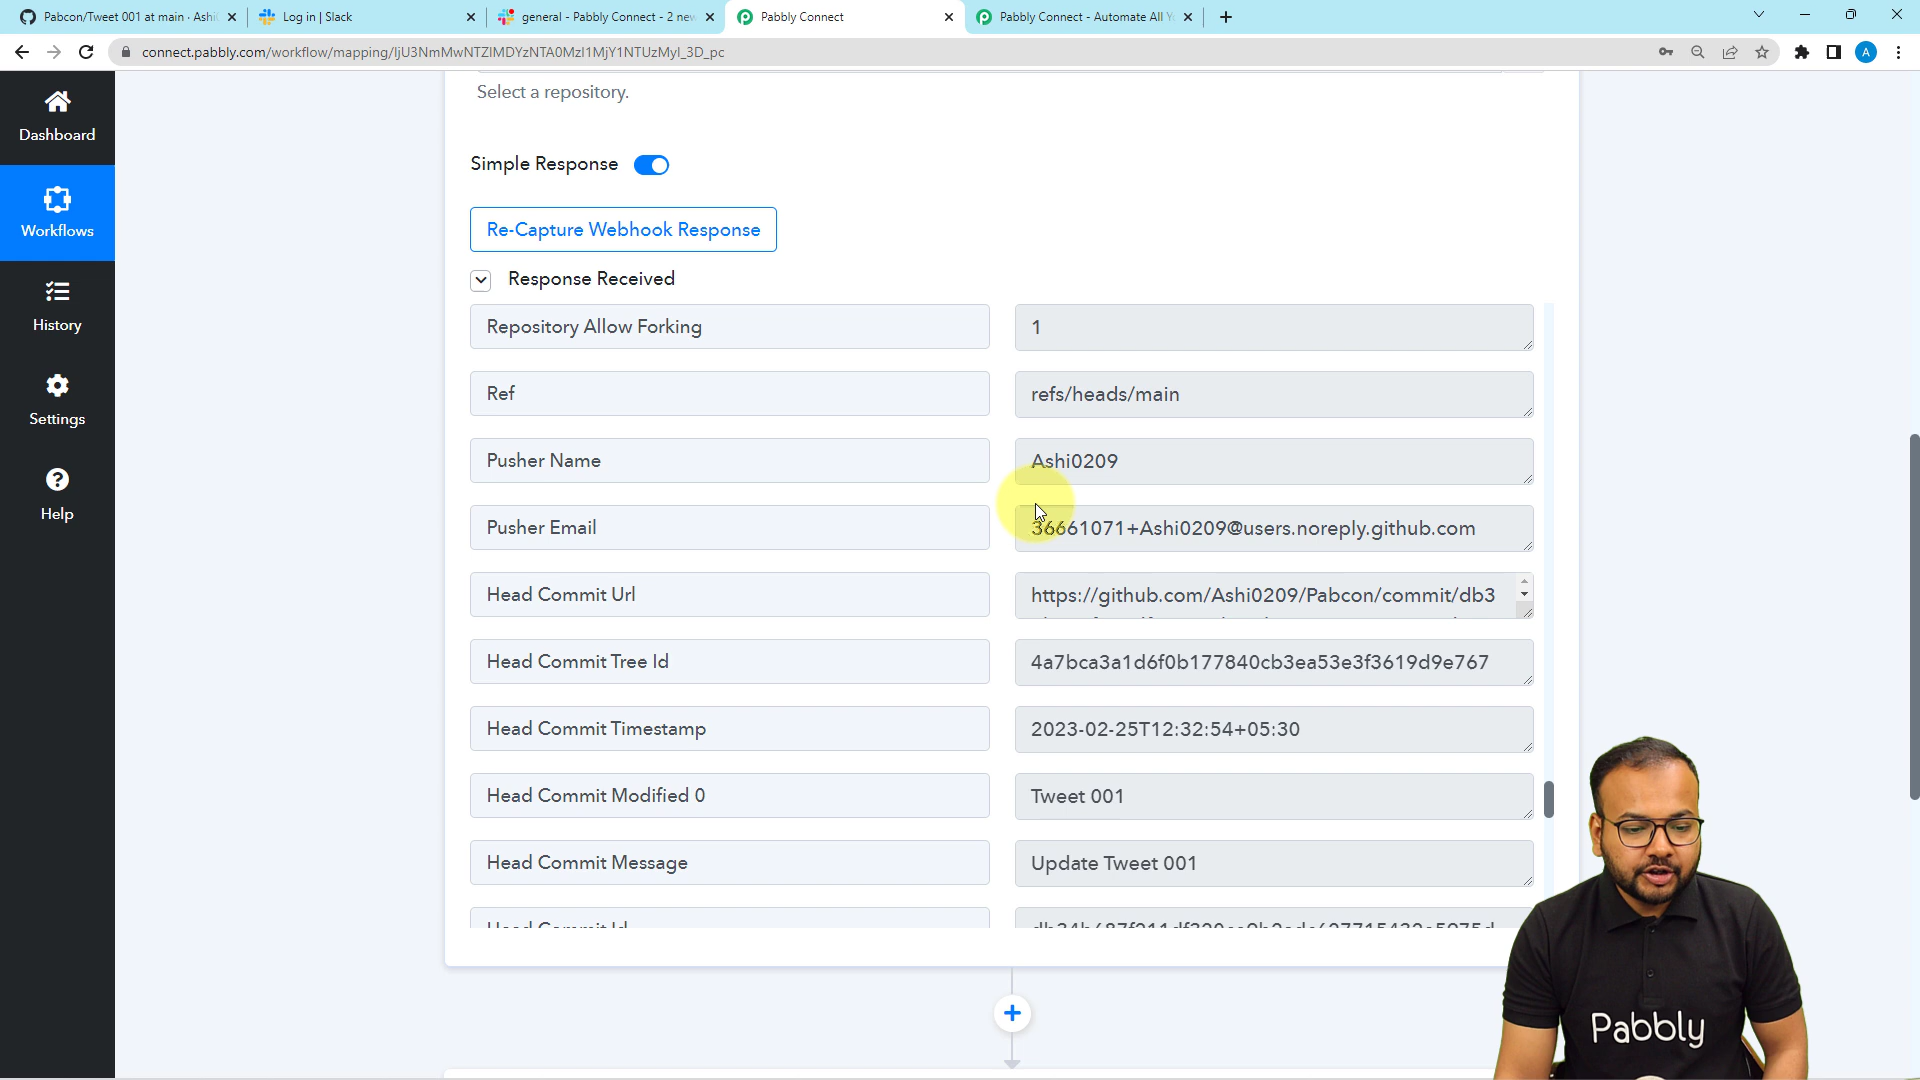 Pabcon/Tweet 001 at main · Ashi
Log in | Slack
general - Pabbly Connect - 2 new
Pabbly Connect
Pabbly Connect - Automate All Y
connect.pabbly.com/workflow/mapping/IjU3NmMwNTZlMDYzNTA0MzI1MjY1NTUzMyI_3D_pc
A
Dashboard
Workflows
History
Settings
Help
Select a repository.
Simple Response
Re-Capture Webhook Response
Response Received
Repository Allow Forking
1
Ref
refs/heads/main
Pusher Name
Ashi0209
Pusher Email
36661071+Ashi0209@users.noreply.github.com
Head Commit Url
https://github.com/Ashi0209/Pabcon/commit/db3
Head Commit Tree Id
4a7bca3a1d6f0b177840cb3ea53e3f3619d9e767
Head Commit Timestamp
2023-02-25T12:32:54+05:30
Head Commit Modified 0
Tweet 001
Head Commit Message
Update Tweet 001
Head Commit Id
Pabbly